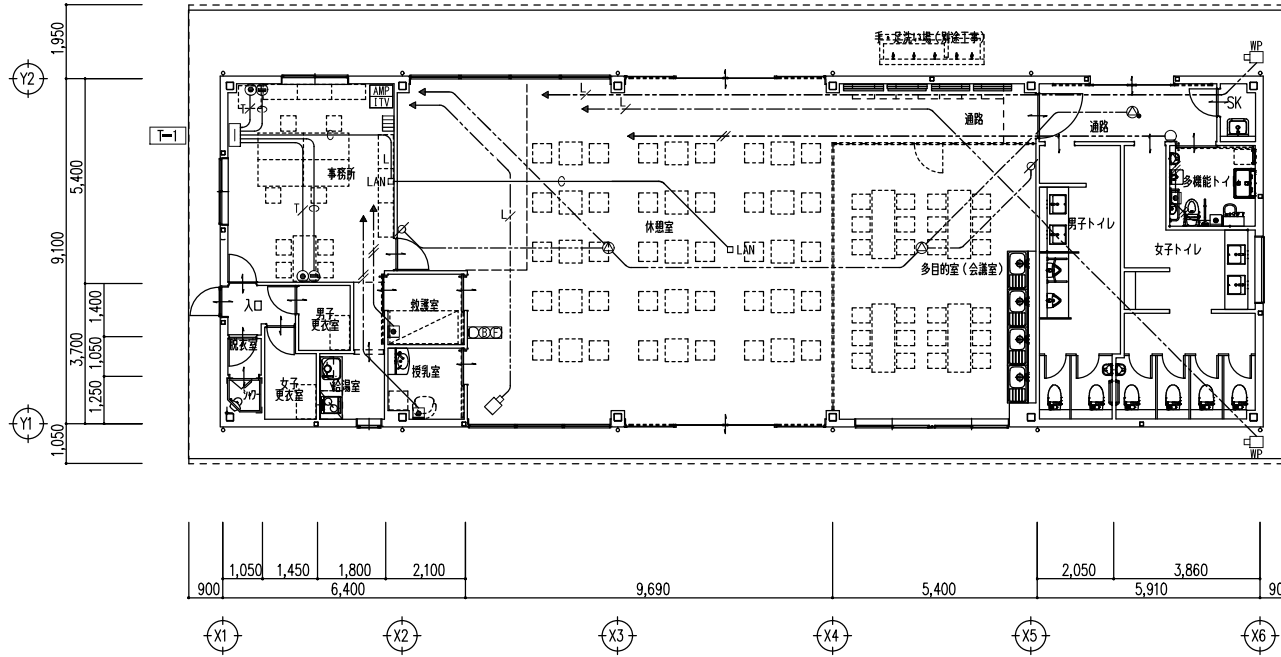 1,950
手・足洗い場(別途工事)
WP
Y2
AMP
ITV
L
L
SK
T-1
T
通路
通路
5,400
事務所
L
LAN
多機能トイ
9,100
T
L
休憩室
LAN
男子トイレ
女子トイレ
多目的室(会議室)
入口
男子
更衣室
救護室
1,400
脱衣室
BF
3,700
1,050
女子
更衣室
給湯室
授乳室
シャワー
1,250
Y1
1,050
WP
1,050
1,450
1,800
2,100
2,050
3,860
900
6,400
9,690
5,400
5,910
90
X1
X2
X3
X4
X5
X6